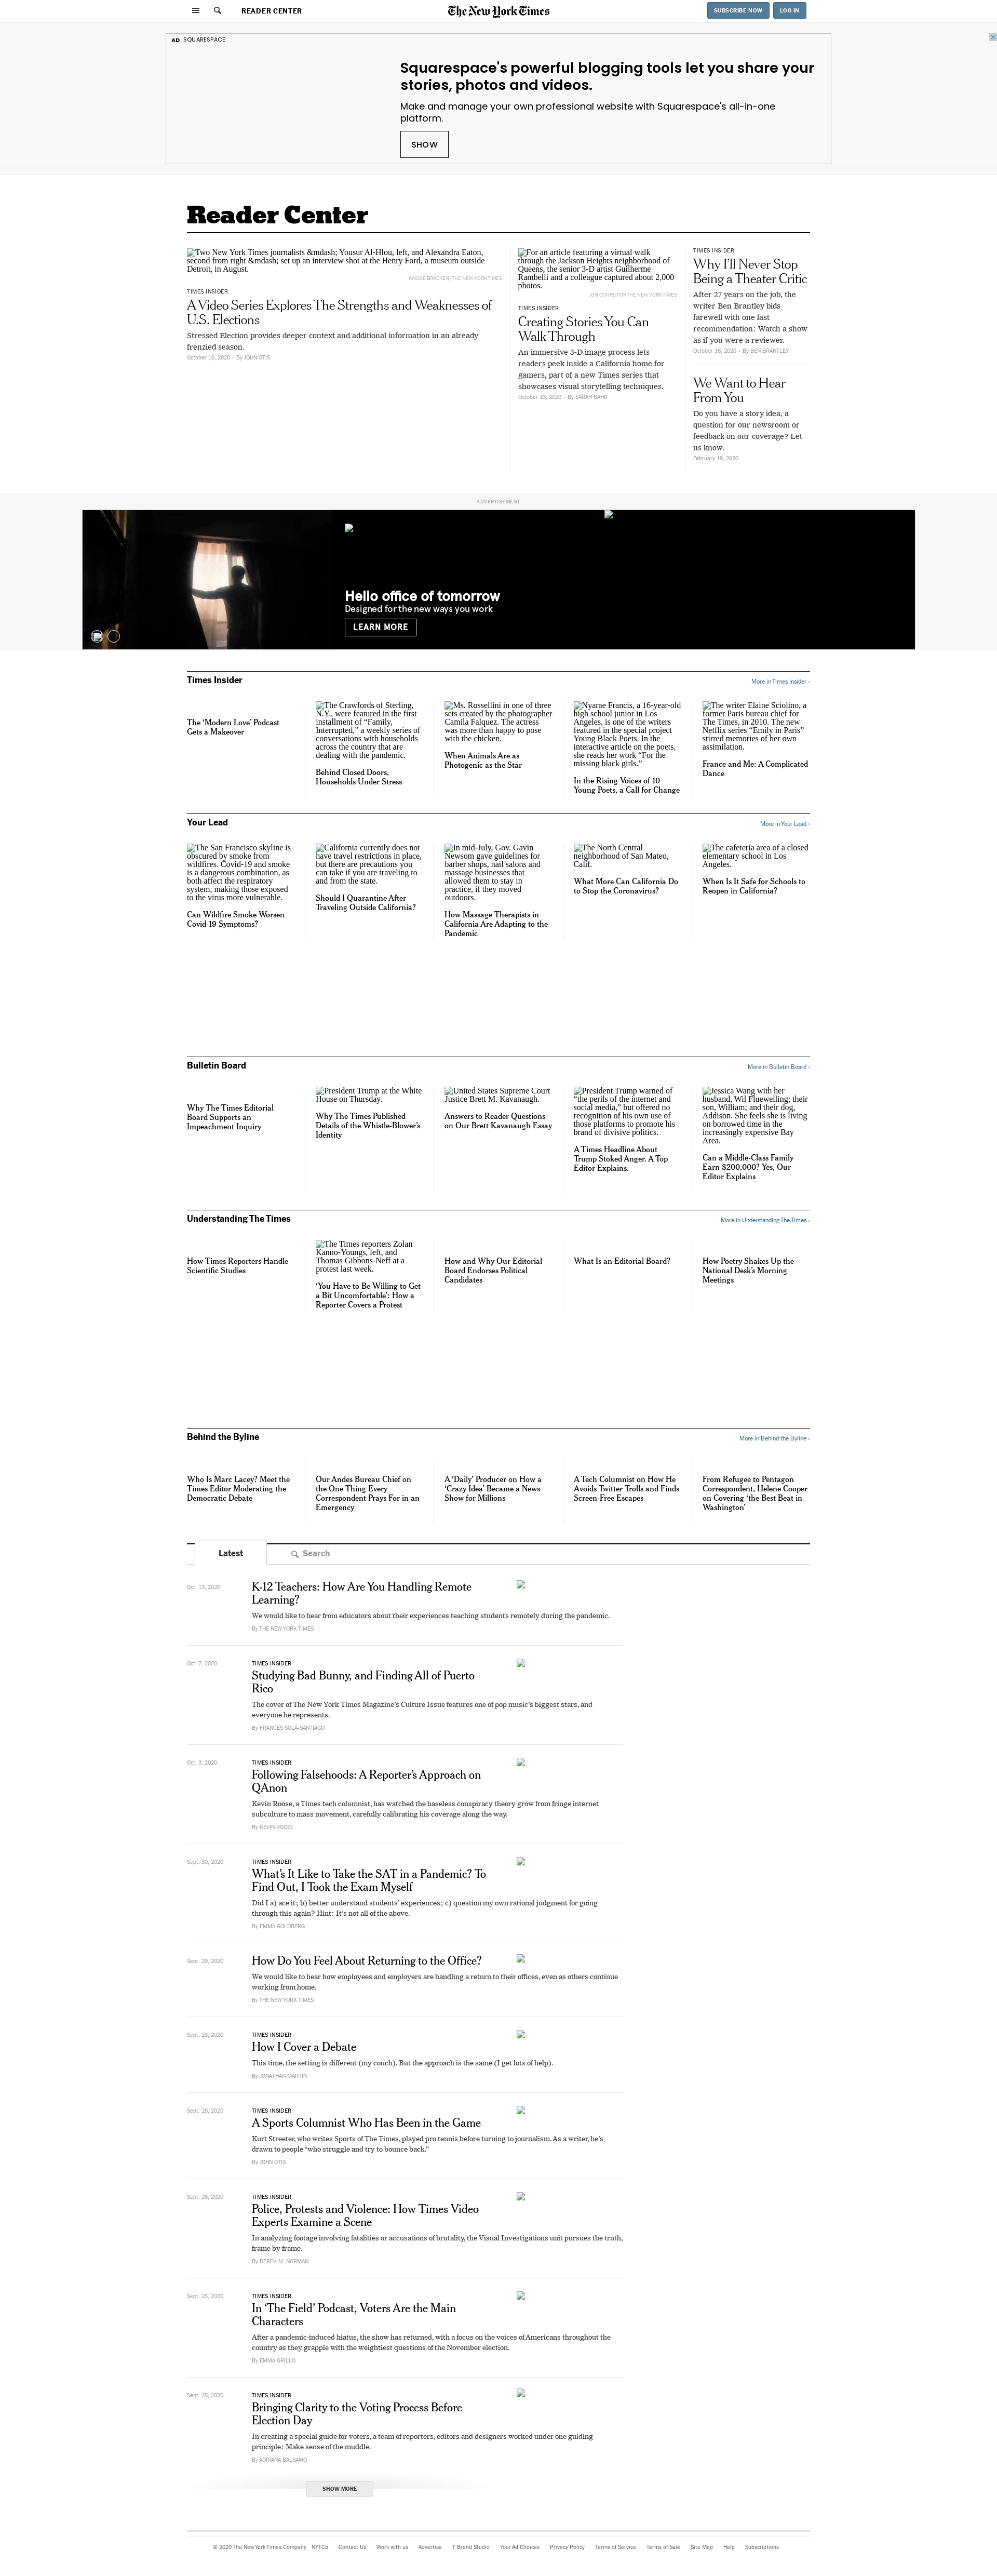 READER CENTER
The New York Times
SUBSCRIBE NOW
LOG IN
AD SQUARESPACE
Squarespace's powerful blogging tools let you share your
stories, photos and videos.
Make and manage your own professional website with Squarespace's all-in-one
platform.
SHOW
Reader Center
Two New York Times journalists &mdash; Yousur Al-Hlou, left, and Alexandra Eaton,
second from right &mdash; set up an interview shot at the Henry Ford, a museum outside
Detroit, in August.
KASSIE BRACKEN/THE NEW YORK TIMES
TIMES INSIDER
A Video Series Explores The Strengths and Weaknesses of
U.S. Elections
Stressed Election provides deeper context and additional information in an already
frenzied season.
October 16, 2020 - By JOHN OTIS
For an article featuring a virtual walk
through the Jackson Heights neighborhood of
Queens, the senior 3-D artist Guilherme
Rambelli and a colleague captured about 2,000
photos.
JON COHRS FOR THE NEW YORK TIMES
TIMES INSIDER
Creating Stories You Can
Walk Through
An immersive 3-D image process lets
readers peek inside a California home for
gamers, part of a new Times series that
showcases visual storytelling techniques.
October 13, 2020 - By SARAH BAHR
TIMES INSIDER
Why I'll Never Stop
Being a Theater Critic
After 27 years on the job, the
writer Ben Brantley bids
farewell with one last
recommendation: Watch a show
as if you were a reviewer.
October 16, 2020 - By BEN BRANTLEY
We Want to Hear
From You
Do you have a story idea, a
question for our newsroom or
feedback on our coverage? Let
us know.
February 18, 2020
ADVERTISEMENT
Hello office of tomorrow
Designed for the new ways you work
LEARN MORE
Times Insider
More in Times Insider ›
The ‘Modern Love’ Podcast
Gets a Makeover
The Crawfords of Sterling,
N.Y., were featured in the first
installment of “Family,
Interrupted,” a weekly series of
conversations with households
across the country that are
dealing with the pandemic.
Behind Closed Doors,
Households Under Stress
Ms. Rossellini in one of three
sets created by the photographer
Camila Falquez. The actress
was more than happy to pose
with the chicken.
When Animals Are as
Photogenic as the Star
Nyarae Francis, a 16-year-old
high school junior in Los
Angeles, is one of the writers
featured in the special project
Young Black Poets. In the
interactive article on the poets,
she reads her work “For the
missing black girls.”
In the Rising Voices of 10
Young Poets, a Call for Change
The writer Elaine Sciolino, a
former Paris bureau chief for
The Times, in 2010. The new
Netflix series “Emily in Paris”
stirred memories of her own
assimilation.
France and Me: A Complicated
Dance
Your Lead
More in Your Lead ›
The San Francisco skyline is
obscured by smoke from
wildfires. Covid-19 and smoke
is a dangerous combination, as
both affect the respiratory
system, making those exposed
to the virus more vulnerable.
Can Wildfire Smoke Worsen
Covid-19 Symptoms?
California currently does not
have travel restrictions in place,
but there are precautions you
can take if you are traveling to
and from the state.
Should I Quarantine After
Traveling Outside California?
In mid-July, Gov. Gavin
Newsom gave guidelines for
barber shops, nail salons and
massage businesses that
allowed them to stay in
practice, if they moved
outdoors.
How Massage Therapists in
California Are Adapting to the
Pandemic
The North Central
neighborhood of San Mateo,
Calif.
What More Can California Do
to Stop the Coronavirus?
The cafeteria area of a closed
elementary school in Los
Angeles.
When Is It Safe for Schools to
Reopen in California?
Bulletin Board
More in Bulletin Board ›
Why The Times Editorial
Board Supports an
Impeachment Inquiry
President Trump at the White
House on Thursday.
Why The Times Published
Details of the Whistle-Blower’s
Identity
United States Supreme Court
Justice Brett M. Kavanaugh.
Answers to Reader Questions
on Our Brett Kavanaugh Essay
President Trump warned of
“the perils of the internet and
social media,” but offered no
recognition of his own use of
those platforms to promote his
brand of divisive politics.
A Times Headline About
Trump Stoked Anger. A Top
Editor Explains.
Jessica Wang with her
husband, Wil Fluewelling; their
son, William; and their dog,
Addison. She feels she is living
on borrowed time in the
increasingly expensive Bay
Area.
Can a Middle-Class Family
Earn $200,000? Yes, Our
Editor Explains
Understanding The Times
More in Understanding The Times ›
How Times Reporters Handle
Scientific Studies
The Times reporters Zolan
Kanno-Youngs, left, and
Thomas Gibbons-Neff at a
protest last week.
‘You Have to Be Willing to Get
a Bit Uncomfortable’: How a
Reporter Covers a Protest
How and Why Our Editorial
Board Endorses Political
Candidates
What Is an Editorial Board?
How Poetry Shakes Up the
National Desk’s Morning
Meetings
Behind the Byline
More in Behind the Byline ›
Who Is Marc Lacey? Meet the
Times Editor Moderating the
Democratic Debate
Our Andes Bureau Chief on
the One Thing Every
Correspondent Prays For in an
Emergency
A ‘Daily’ Producer on How a
‘Crazy Idea’ Became a News
Show for Millions
A Tech Columnist on How He
Avoids Twitter Trolls and Finds
Screen-Free Escapes
From Refugee to Pentagon
Correspondent, Helene Cooper
on Covering ‘the Best Beat in
Washington’
Latest
Search
Oct. 13, 2020
K-12 Teachers: How Are You Handling Remote
Learning?
We would like to hear from educators about their experiences teaching students remotely during the pandemic.
By THE NEW YORK TIMES
Oct. 7, 2020
TIMES INSIDER
Studying Bad Bunny, and Finding All of Puerto
Rico
The cover of The New York Times Magazine’s Culture Issue features one of pop music’s biggest stars, and
everyone he represents.
By FRANCES SOLÁ-SANTIAGO
Oct. 3, 2020
TIMES INSIDER
Following Falsehoods: A Reporter’s Approach on
QAnon
Kevin Roose, a Times tech columnist, has watched the baseless conspiracy theory grow from fringe internet
subculture to mass movement, carefully calibrating his coverage along the way.
By KEVIN ROOSE
Sept. 30, 2020
TIMES INSIDER
What’s It Like to Take the SAT in a Pandemic? To
Find Out, I Took the Exam Myself
Did I a) ace it; b) better understand students’ experiences; c) question my own rational judgment for going
through this again? Hint: It’s not all of the above.
By EMMA GOLDBERG
Sept. 29, 2020
How Do You Feel About Returning to the Office?
We would like to hear how employees and employers are handling a return to their offices, even as others continue
working from home.
By THE NEW YORK TIMES
Sept. 28, 2020
TIMES INSIDER
How I Cover a Debate
This time, the setting is different (my couch). But the approach is the same (I get lots of help).
By JONATHAN MARTIN
Sept. 28, 2020
TIMES INSIDER
A Sports Columnist Who Has Been in the Game
Kurt Streeter, who writes Sports of The Times, played pro tennis before turning to journalism. As a writer, he’s
drawn to people “who struggle and try to bounce back.”
By JOHN OTIS
Sept. 26, 2020
TIMES INSIDER
Police, Protests and Violence: How Times Video
Experts Examine a Scene
In analyzing footage involving fatalities or accusations of brutality, the Visual Investigations unit pursues the truth,
frame by frame.
By DEREK M. NORMAN
Sept. 25, 2020
TIMES INSIDER
In ‘The Field’ Podcast, Voters Are the Main
Characters
After a pandemic-induced hiatus, the show has returned, with a focus on the voices of Americans throughout the
country as they grapple with the weightiest questions of the November election.
By EMMA GRILLO
Sept. 25, 2020
TIMES INSIDER
Bringing Clarity to the Voting Process Before
Election Day
In creating a special guide for voters, a team of reporters, editors and designers worked under one guiding
principle: Make sense of the muddle.
By ADRIANA BALSAMO
SHOW MORE
© 2020 The New York Times Company NYTCo Contact Us Work with us Advertise T Brand Studio Your Ad Choices Privacy Policy Terms of Service Terms of Sale Site Map Help Subscriptions